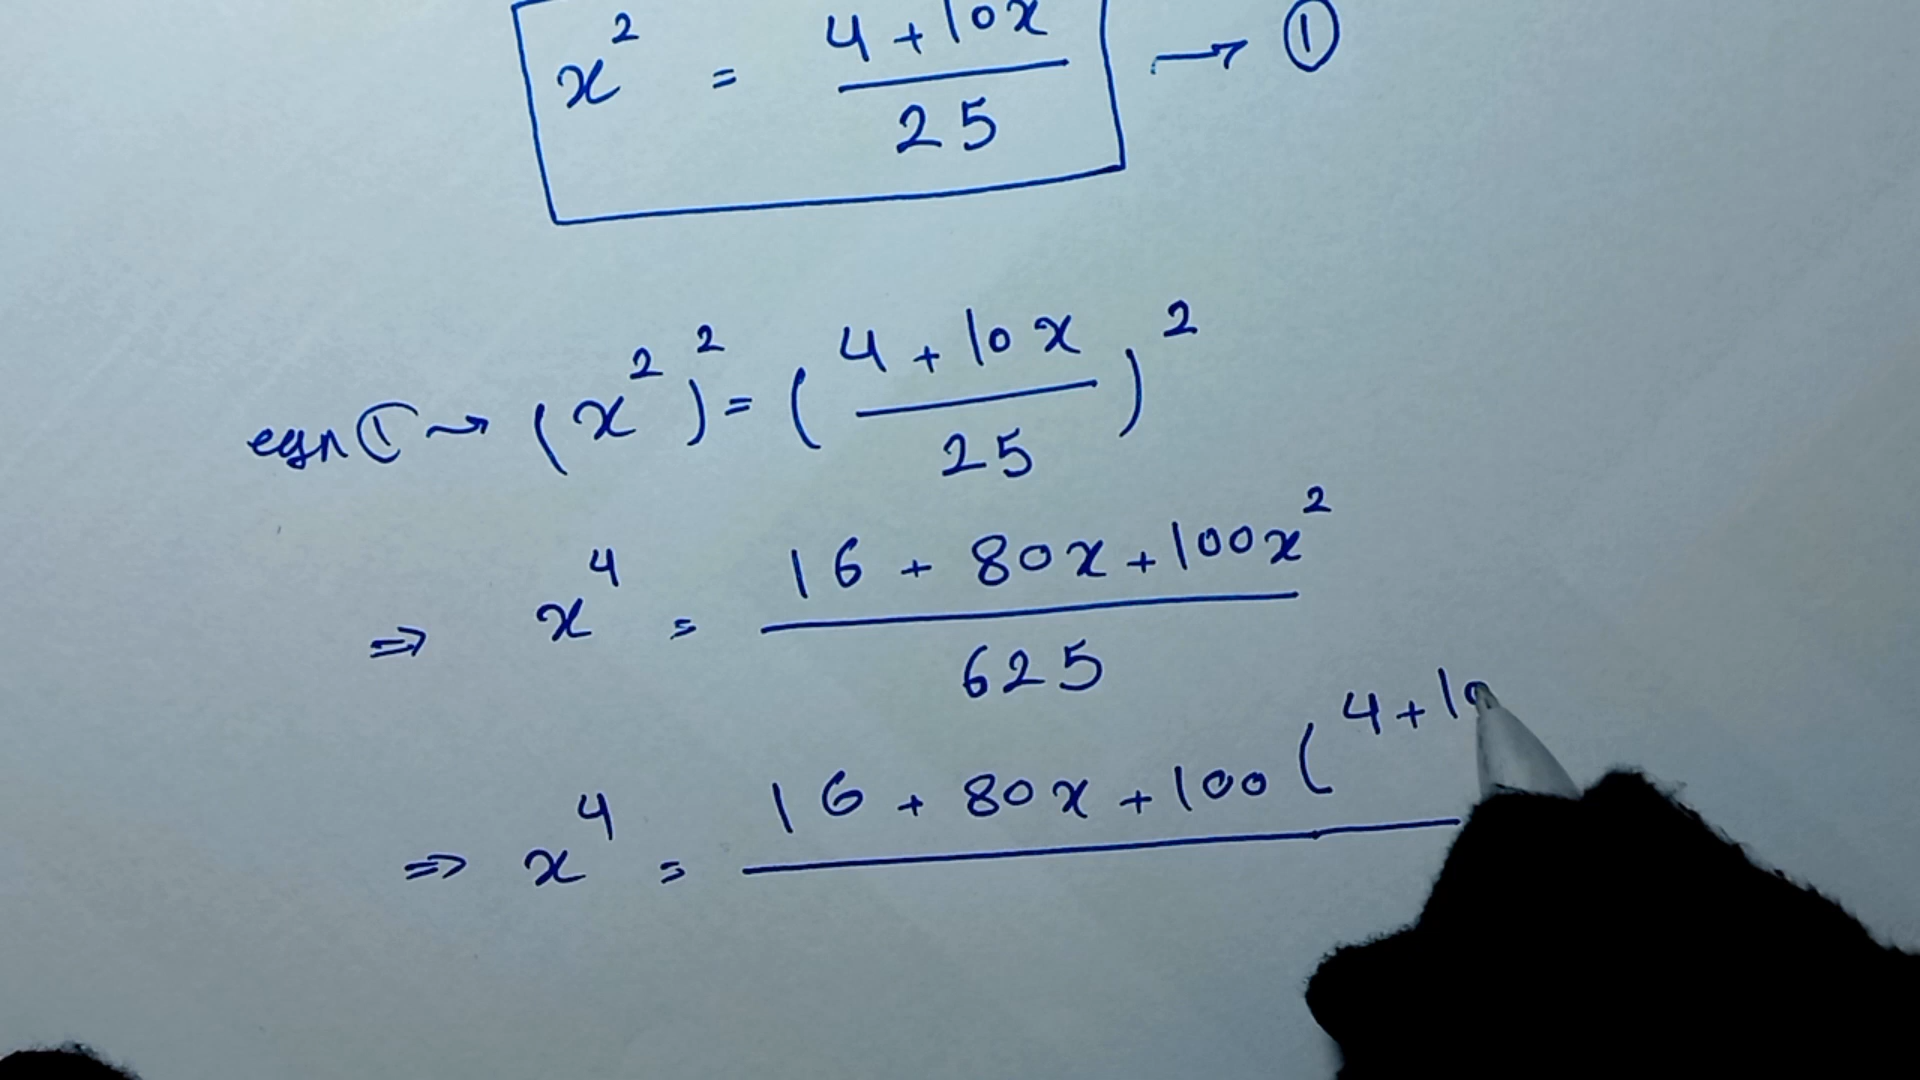 x² = (4 + 10x)/25 → ①
eqn ① → (x²)² = ((4 + 10x)/25)²
⇒ x⁴ = (16 + 80x + 100x²)/625
⇒ x⁴ = 16 + 80x + 100(4 + 10